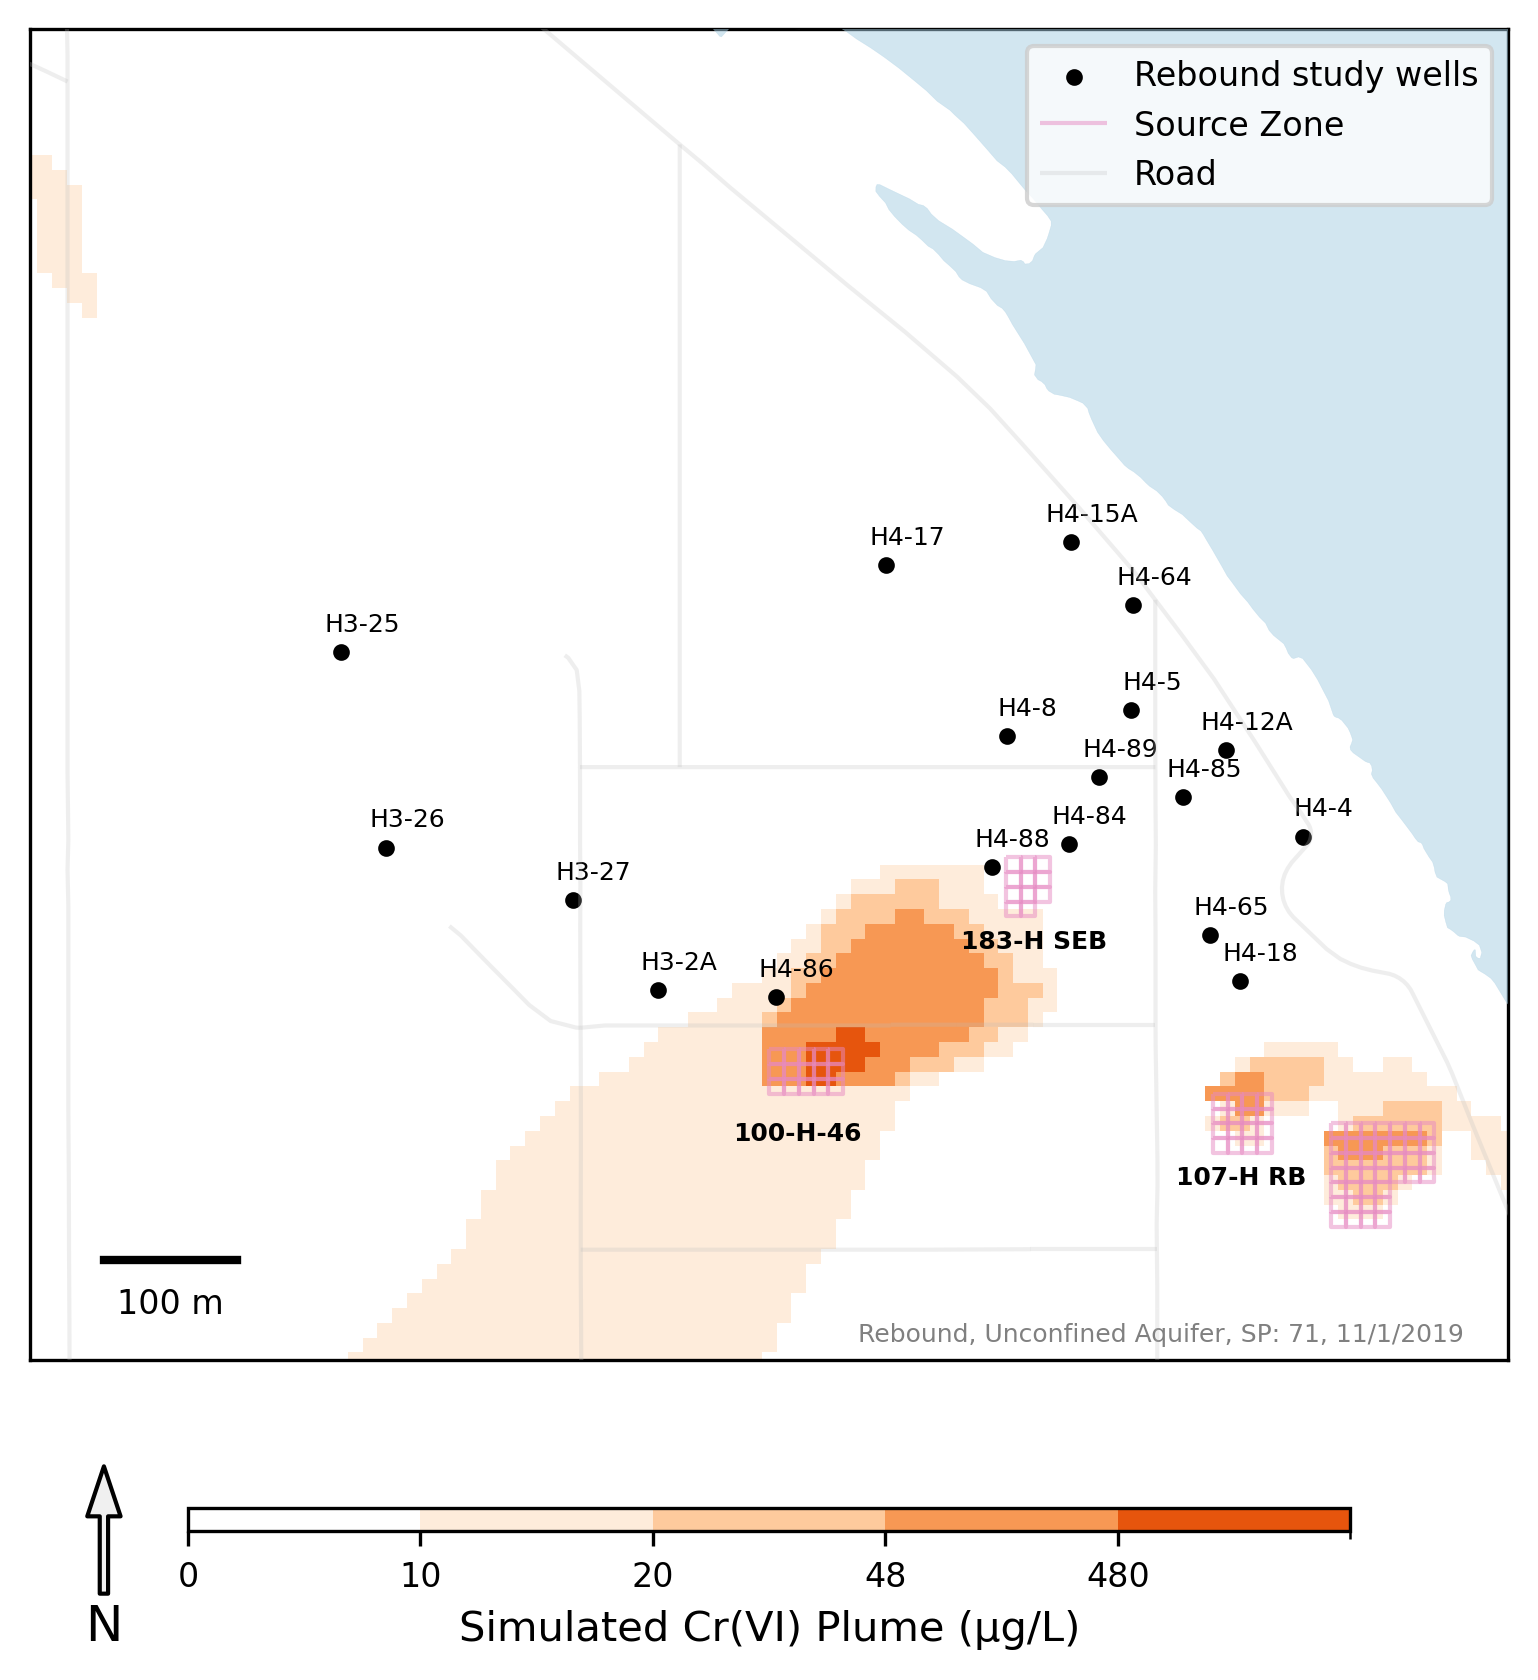 Rebound study wells
Source Zone
Road
H4-15A
H4-17
H4-64
H3-25
H4-5
H4-8
H4-12A
H4-89
H4-85
H4-4
H3-26
H4-84
H4-88
H3-27
H4-65
183-H SEB
H4-18
H3-2A
H4-86
100-H-46
107-H RB
100 m
Rebound, Unconfined Aquifer, SP: 71, 11/1/2019
0 10 20 48 480
N
Simulated Cr(VI) Plume (μg/L)